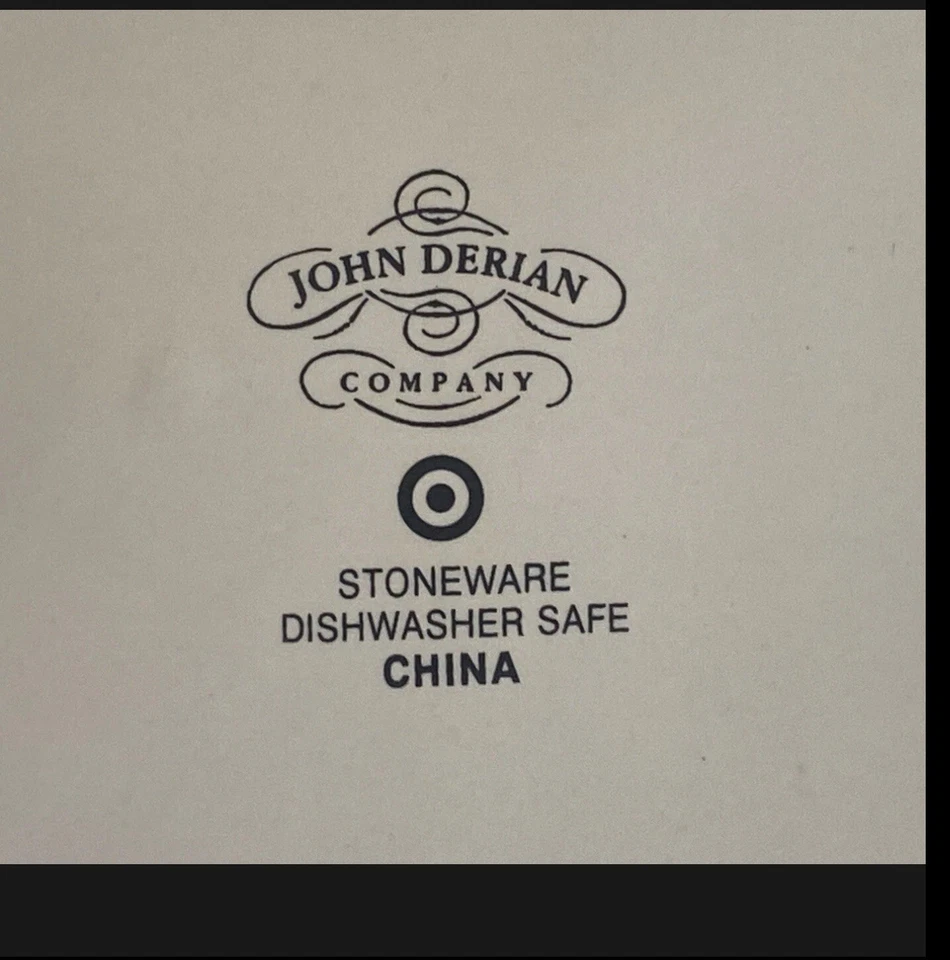 JOHN DERIAN
COMPANY
STONEWARE
DISHWASHER SAFE
CHINA